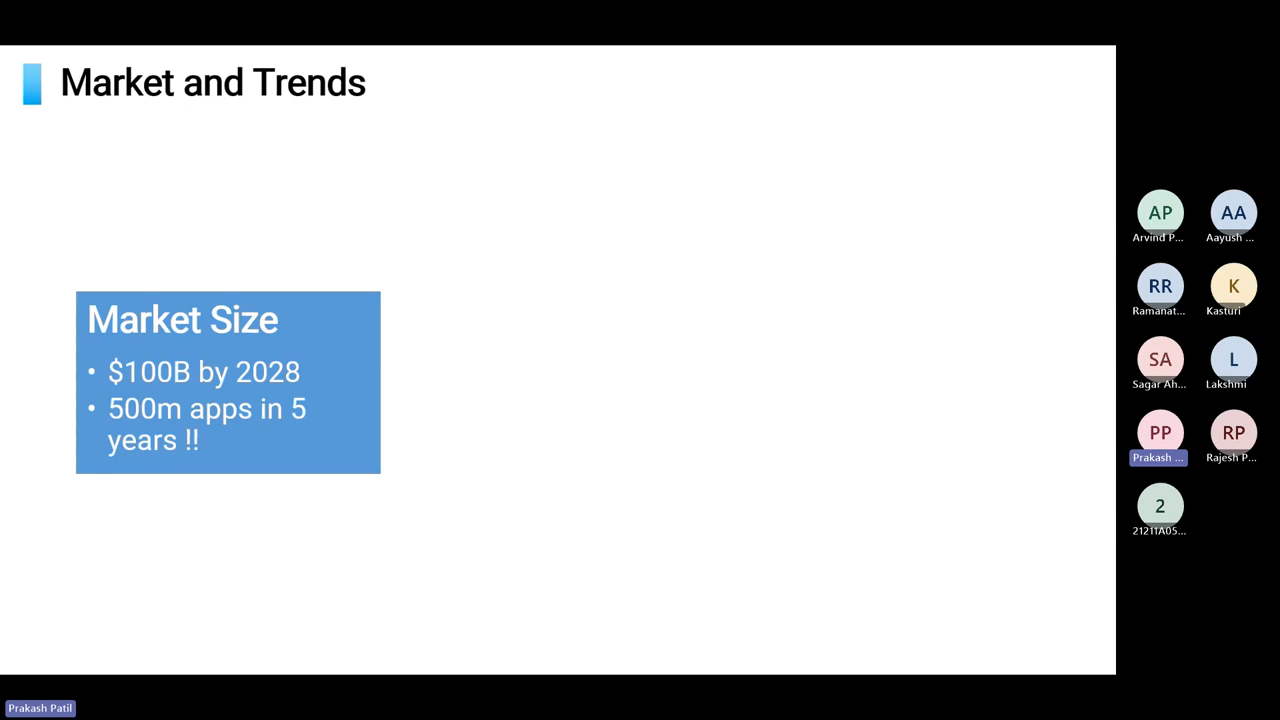 Market and Trends
Market Size
• $100B by 2028
• 500m apps in 5
years !!
AP
Arvind P...
AA
Aayush ...
RR
Ramanat...
K
Kasturi
SA
Sagar Ah...
L
Lakshmi
PP
Prakash ...
RP
Rajesh P...
2
21211A05...
Prakash Patil